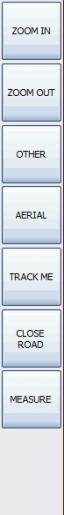 ZOOM IN
ZOOM OUT
OTHER
AERIAL
TRACK ME
CLOSE
ROAD
MEASURE